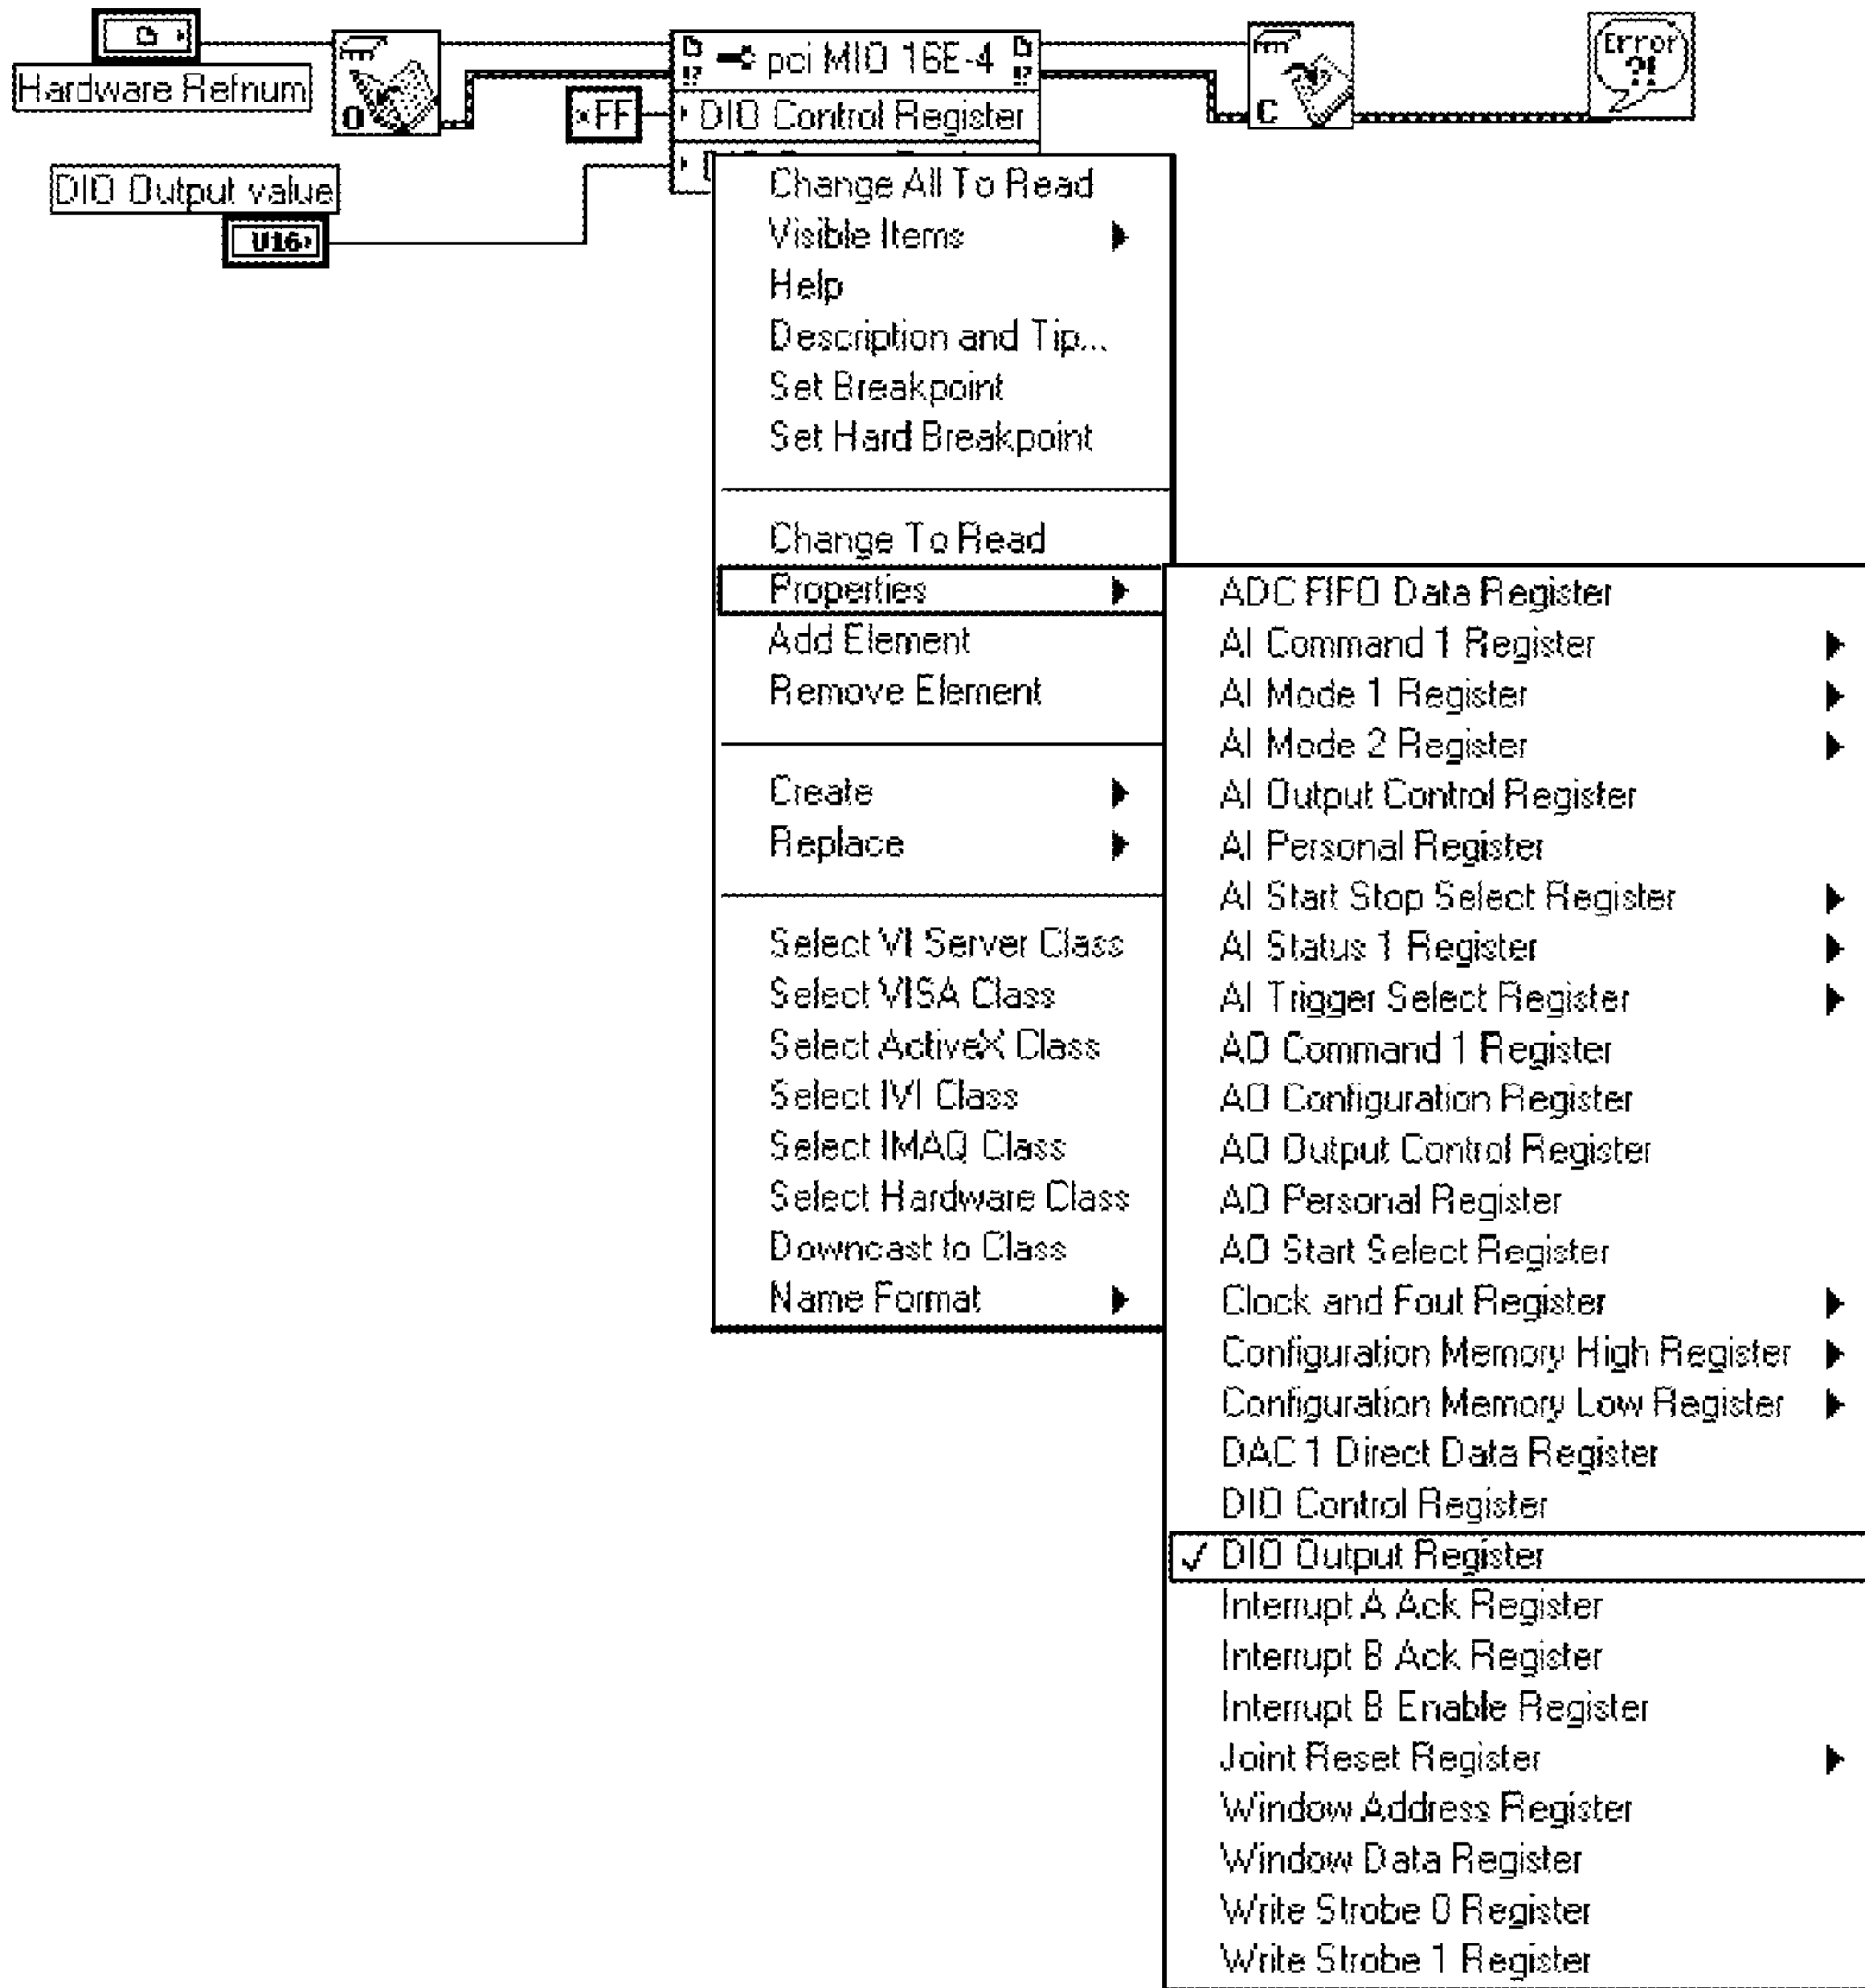 Hardware Refnum
O
pci MIO 16E-4
C
Error ?!
×FF
DIO Control Register
DIO Output value
U16
Change All To Read
Visible Items
Help
Description and Tip...
Set Breakpoint
Set Hard Breakpoint
Change To Read
Properties
Add Element
Remove Element
Create
Replace
Select VI Server Class
Select VISA Class
Select ActiveX Class
Select IVI Class
Select IMAQ Class
Select Hardware Class
Downcast to Class
Name Format
ADC FIFO Data Register
AI Command 1 Register
AI Mode 1 Register
AI Mode 2 Register
AI Output Control Register
AI Personal Register
AI Start Stop Select Register
AI Status 1 Register
AI Trigger Select Register
AO Command 1 Register
AO Configuration Register
AO Output Control Register
AO Personal Register
AO Start Select Register
Clock and Fout Register
Configuration Memory High Register
Configuration Memory Low Register
DAC 1 Direct Data Register
DIO Control Register
✓ DIO Output Register
Interrupt A Ack Register
Interrupt B Ack Register
Interrupt B Enable Register
Joint Reset Register
Window Address Register
Window Data Register
Write Strobe 0 Register
Write Strobe 1 Register